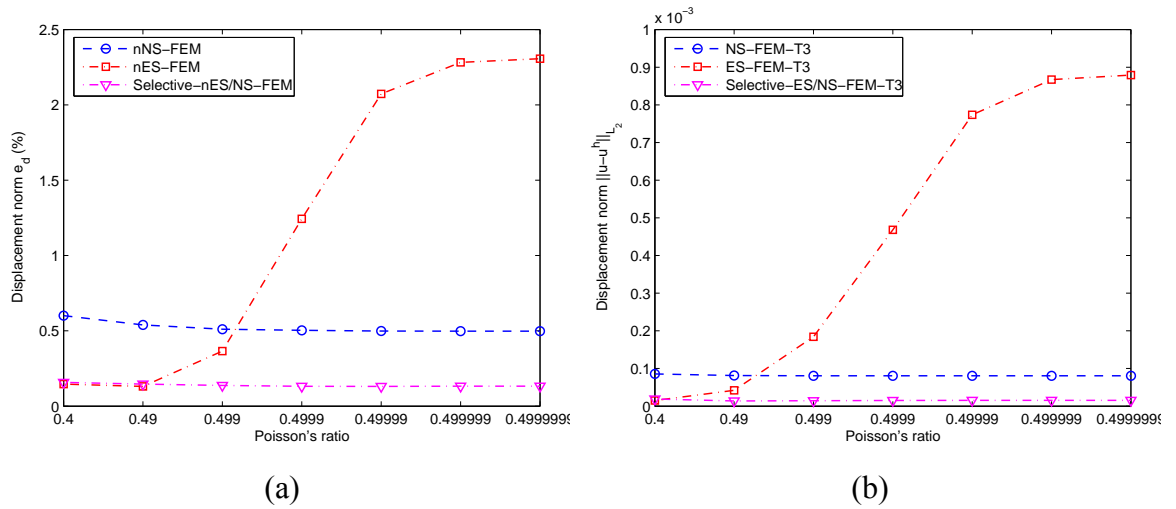 2.5
2
1.5
1
0.5
0
Displacement norm e_d (%)
nNS−FEM
nES−FEM
Selective−nES/NS−FEM
0.4 0.49 0.499 0.4999 0.49999 0.499999 0.4999999
Poisson's ratio
(a)
x 10^−3
1
0.9
0.8
0.7
0.6
0.5
0.4
0.3
0.2
0.1
0
Displacement norm ||u−u^h||_L_2
NS−FEM−T3
ES−FEM−T3
Selective−ES/NS−FEM−T3
0.4 0.49 0.499 0.4999 0.49999 0.499999 0.4999999
Poisson's ratio
(b)